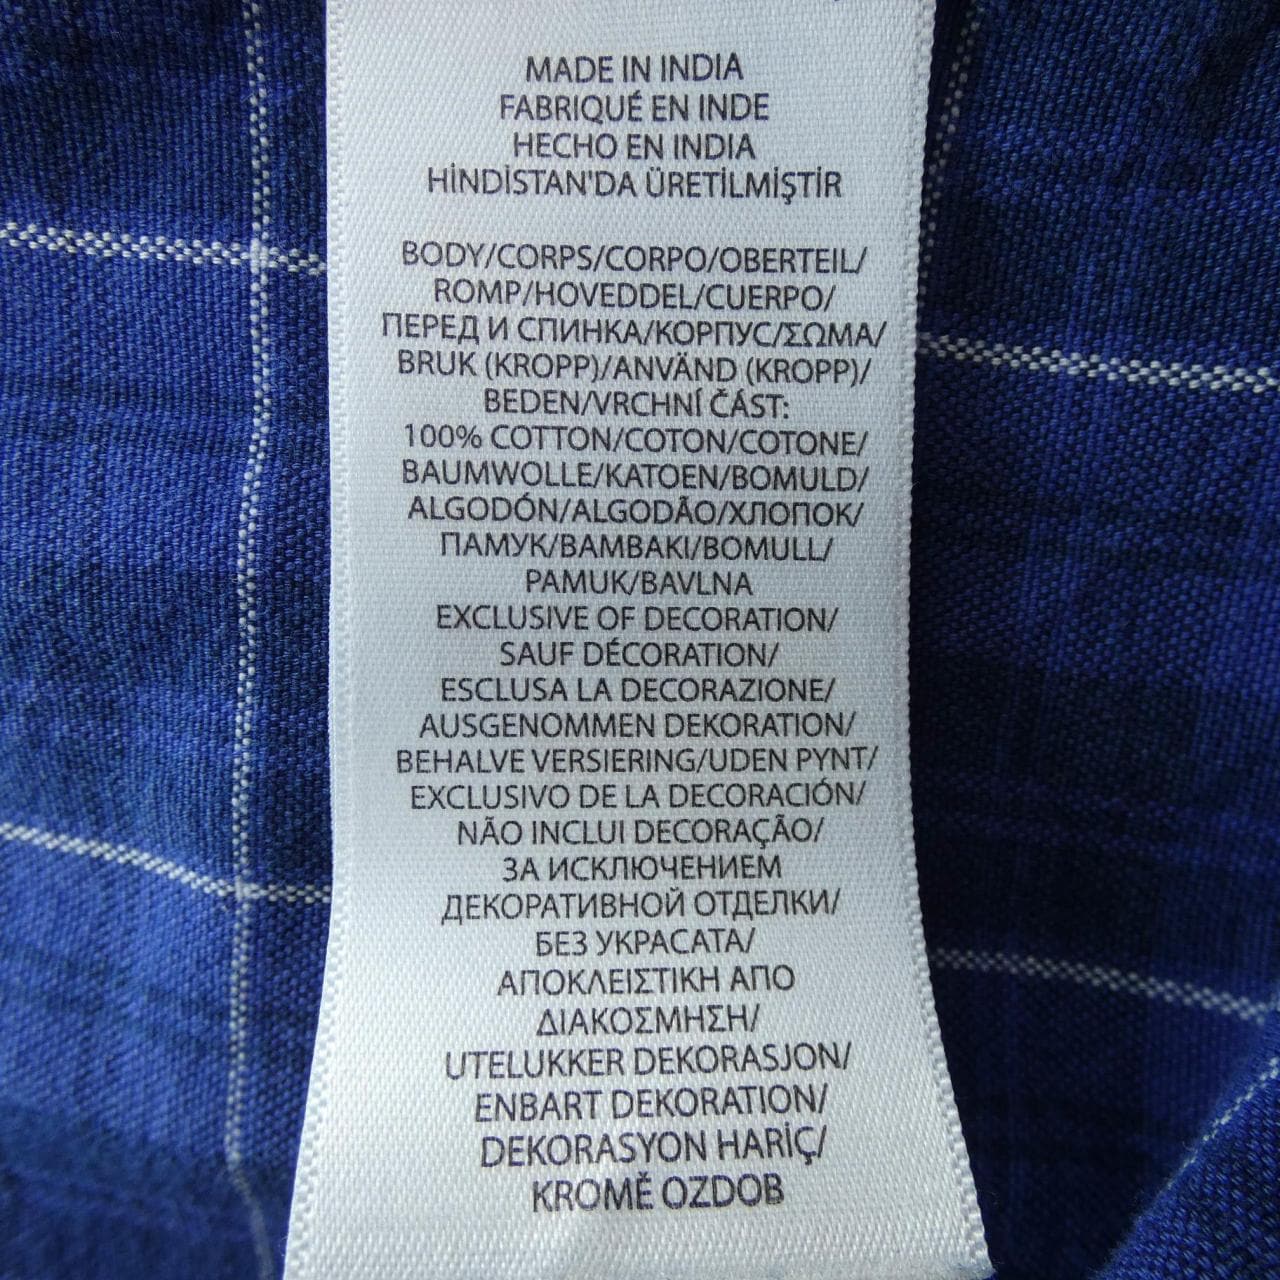 MADE IN INDIA
FABRIQUÉ EN INDE
HECHO EN INDIA
HİNDİSTAN'DA ÜRETİLMİŞTİR
BODY/CORPS/CORPO/OBERTEIL/
ROMP/HOVEDDEL/CUERPO/
ПЕРЕД И СПИНКА/КОРПУС/ΣΩΜΑ/
BRUK (KROPP)/ANVÄND (KROPP)/
BEDEN/VRCHNÍ ČÁST:
100% COTTON/COTON/COTONE/
BAUMWOLLE/KATOEN/BOMULD/
ALGODÓN/ALGODÃO/ХЛОПОК/
ПАМУК/ΒΑΜΒΑΚΙ/BOMULL/
PAMUK/BAVLNA
EXCLUSIVE OF DECORATION/
SAUF DÉCORATION/
ESCLUSA LA DECORAZIONE/
AUSGENOMMEN DEKORATION/
BEHALVE VERSIERING/UDEN PYNT/
EXCLUSIVO DE LA DECORACIÓN/
NÃO INCLUI DECORAÇÃO/
ЗА ИСКЛЮЧЕНИЕМ
ДЕКОРАТИВНОЙ ОТДЕЛКИ/
БЕЗ УКРАСАТА/
ΑΠΟΚΛΕΙΣΤΙΚΗ ΑΠΟ
ΔΙΑΚΟΣΜΗΣΗ/
UTELUKKER DEKORASJON/
ENBART DEKORATION/
DEKORASYON HARİÇ/
KROMĚ OZDOB